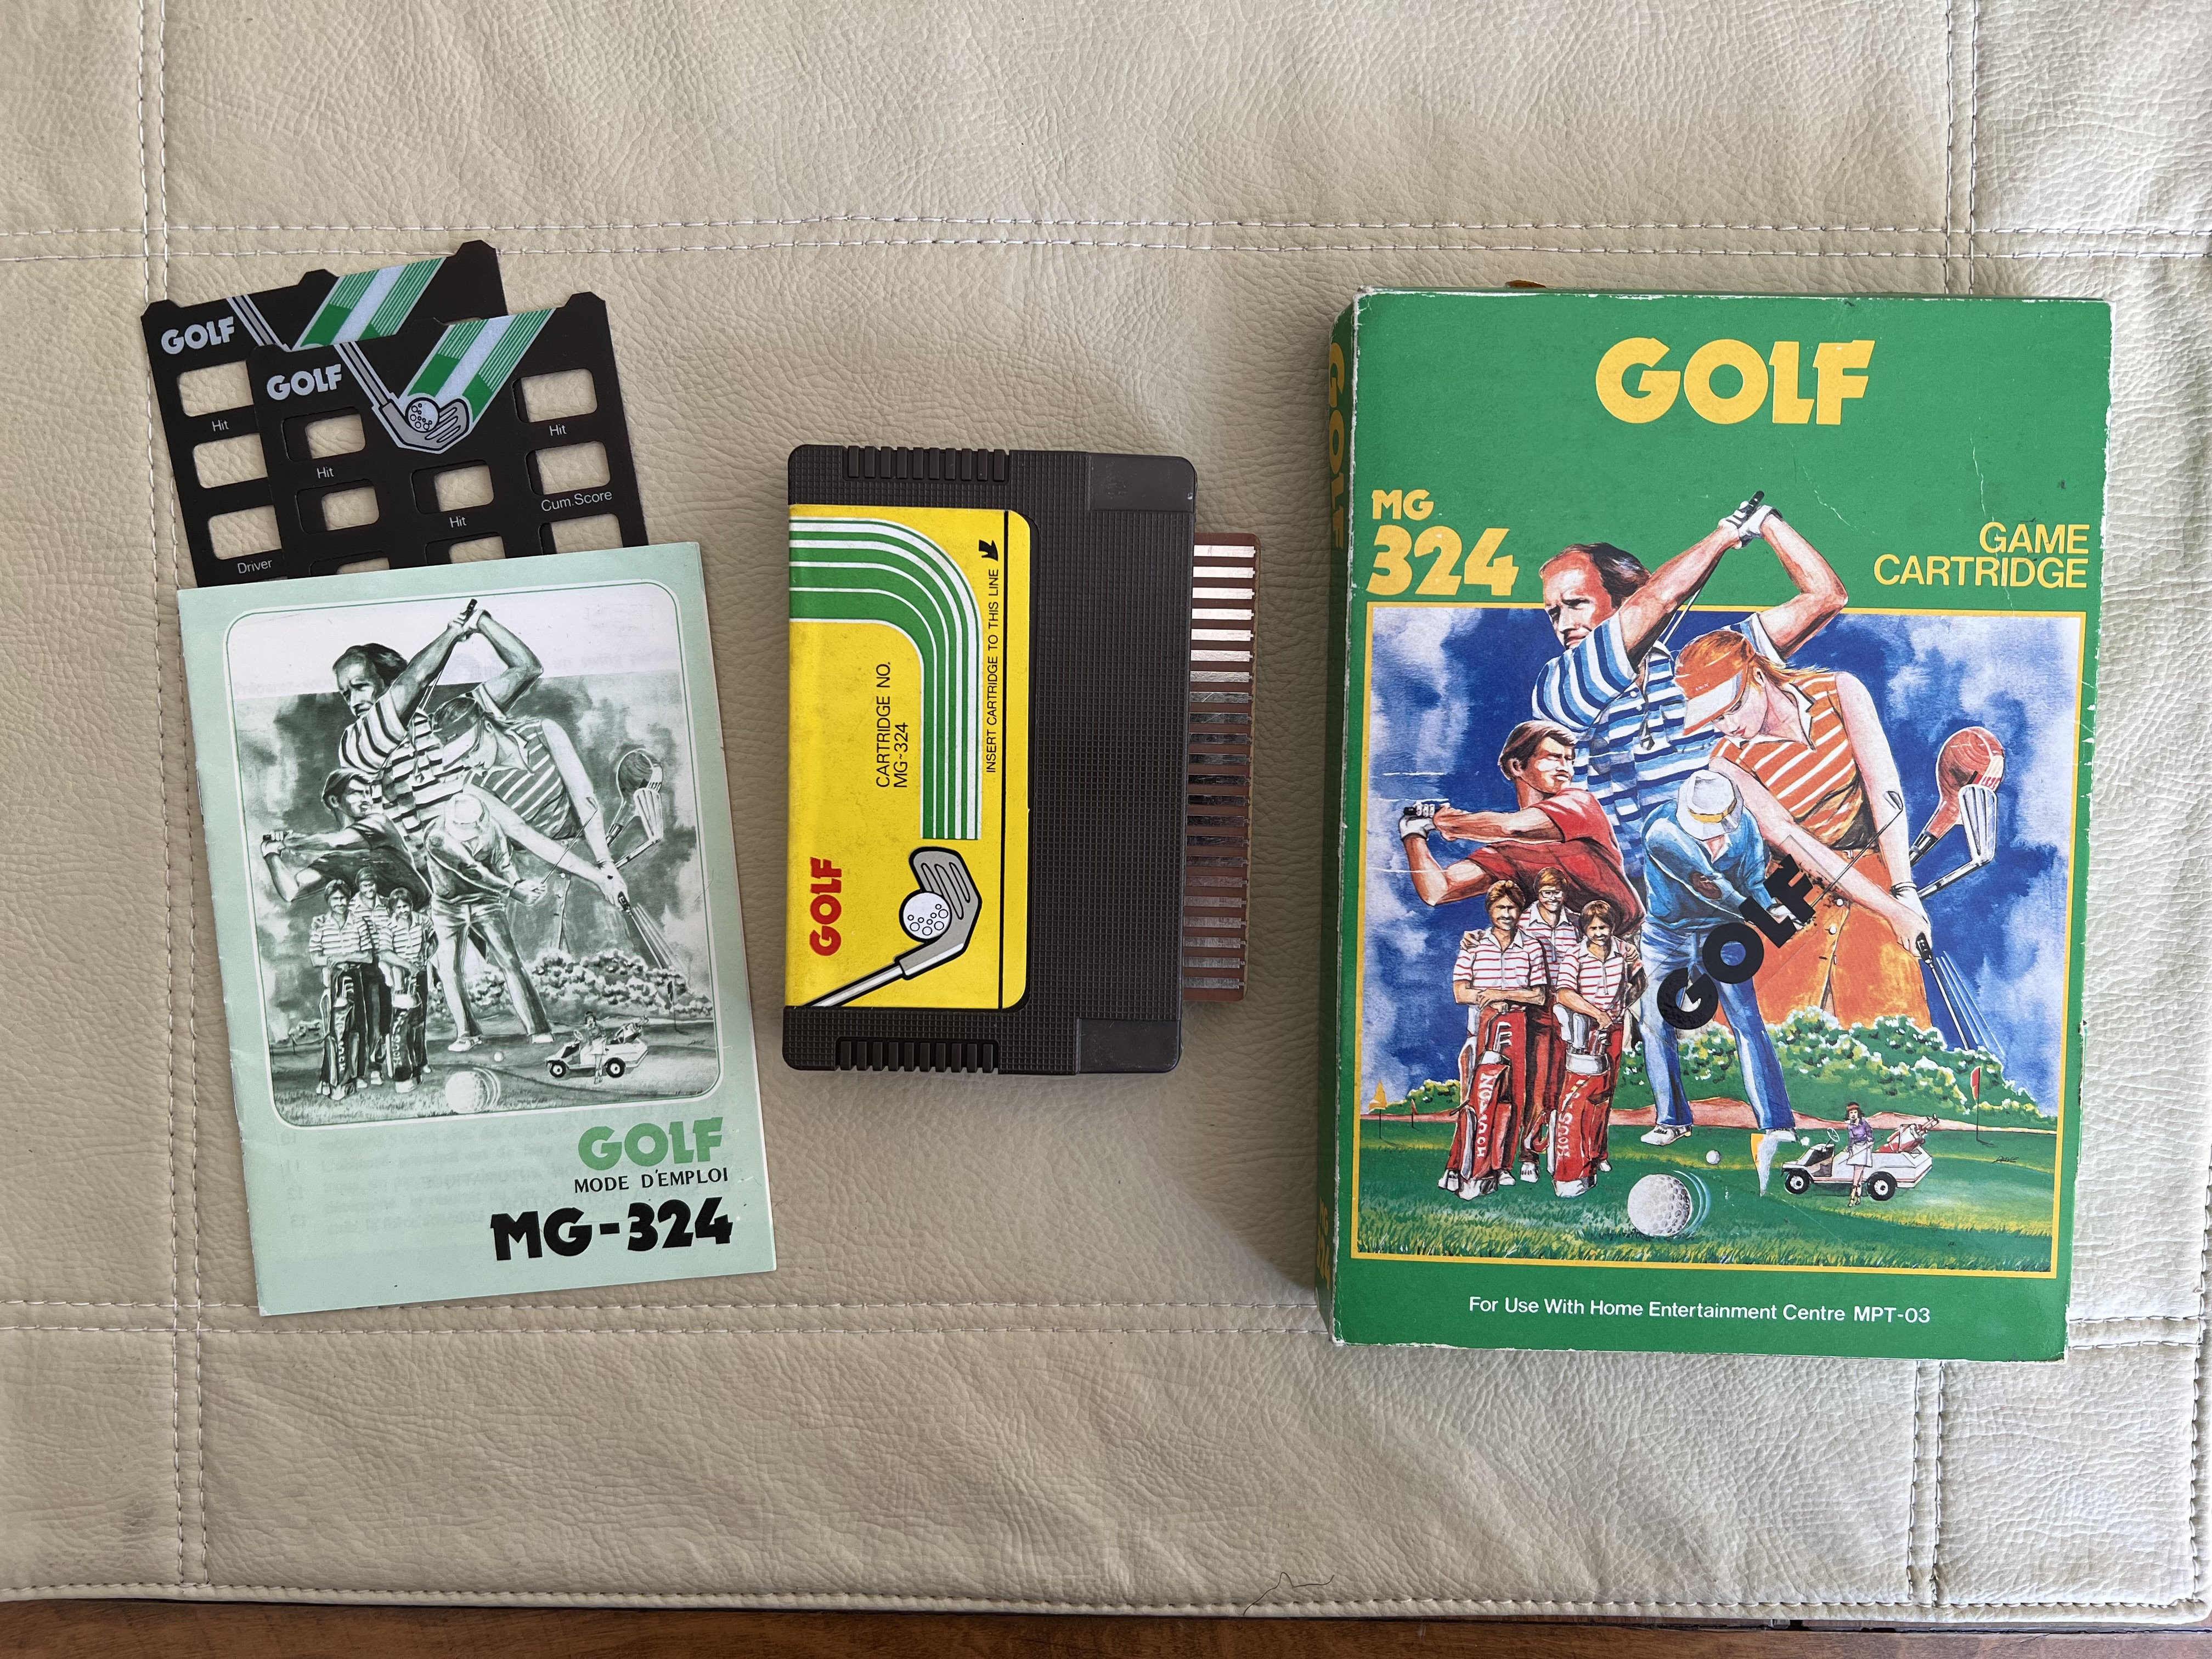 GOLF
Hit
Driver
GOLF
Hit
Hit
Hit
Cum.Score
GOLF
MODE D'EMPLOI
MG-324
GOLF
CARTRIDGE NO.
MG-324
INSERT CARTRIDGE TO THIS LINE
GOLF
GOLF
MG
324
GAME
CARTRIDGE
GOLF
For Use With Home Entertainment Centre MPT-03